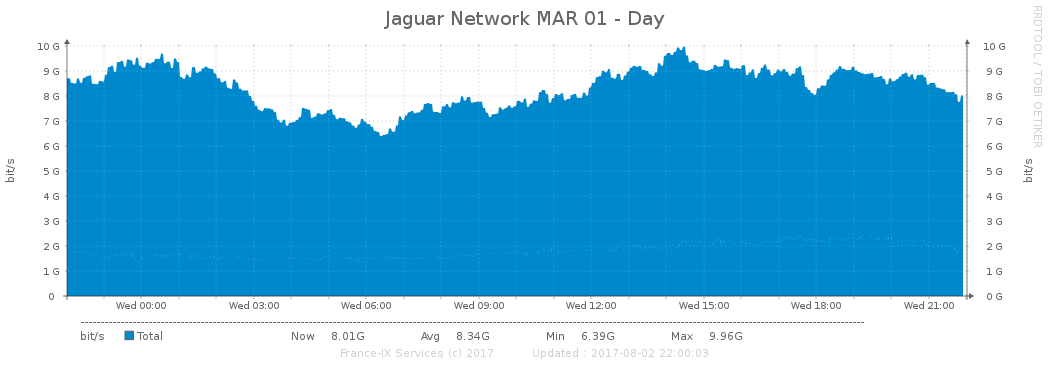 Jaguar Network MAR 01 - Day
RRDTOOL / TOBI OETIKER
bit/s
10 G
9 G
8 G
7 G
6 G
5 G
4 G
3 G
2 G
1 G
0
10 G
9 G
8 G
7 G
6 G
5 G
4 G
3 G
2 G
1 G
0 G
bit/s
Wed 00:00 Wed 03:00 Wed 06:00 Wed 09:00 Wed 12:00 Wed 15:00 Wed 18:00 Wed 21:00
bit/s Total Now 8.01G Avg 8.34G Min 6.39G Max 9.96G
France-IX Services (c) 2017 Updated : 2017-08-02 22:00:03